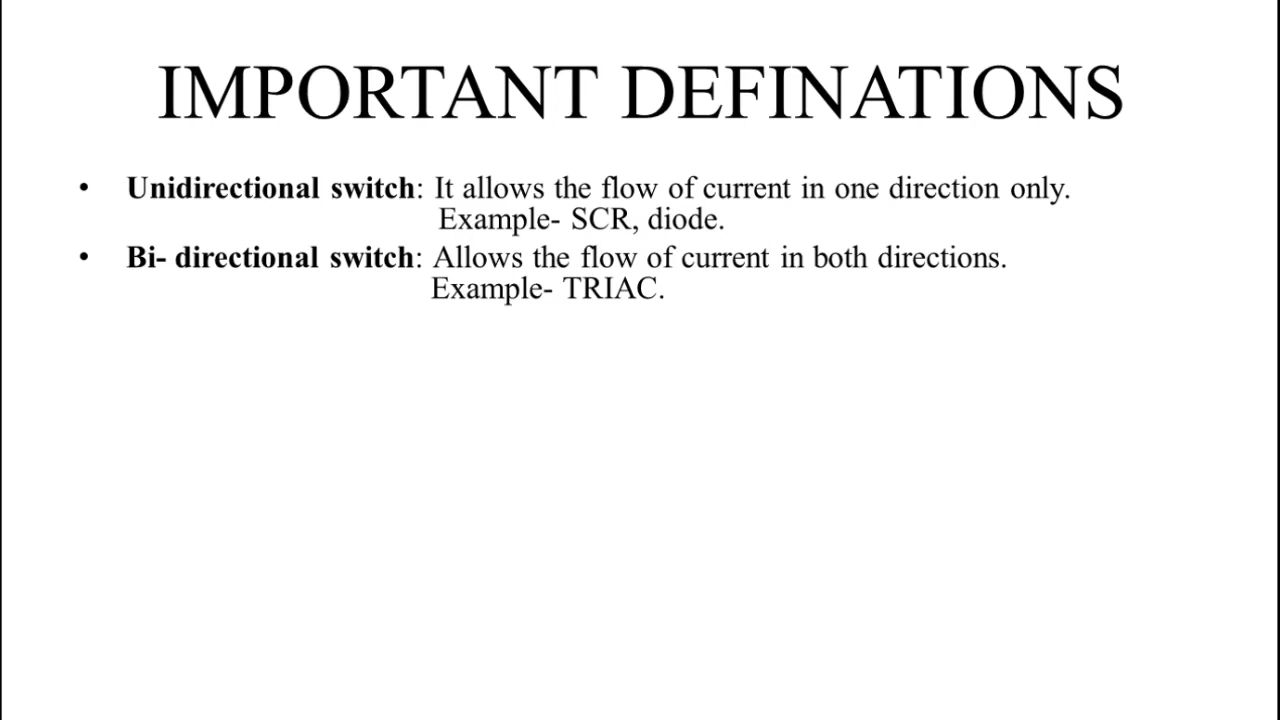 IMPORTANT DEFINATIONS
• Unidirectional switch: It allows the flow of current in one direction only.
Example- SCR, diode.
• Bi- directional switch: Allows the flow of current in both directions.
Example- TRIAC.